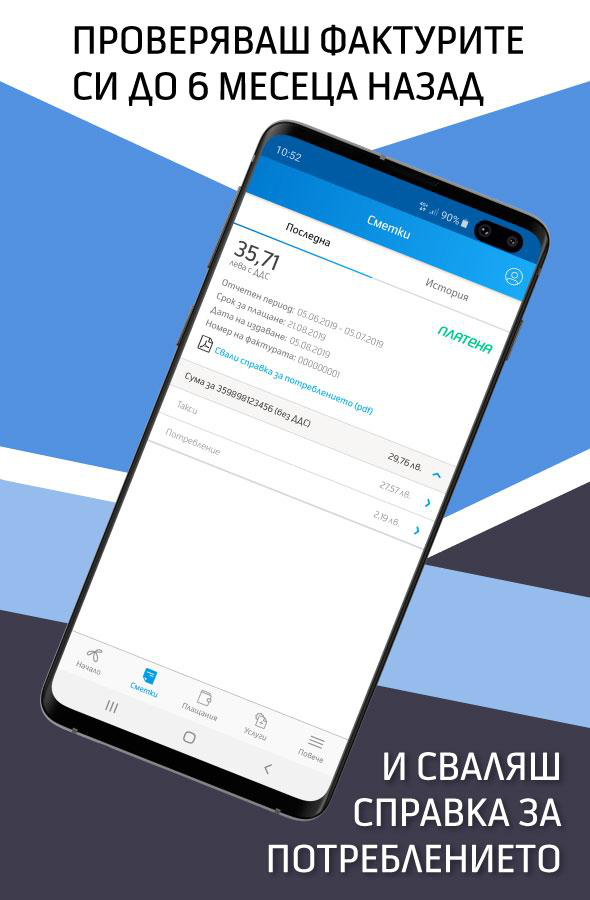 ПРОВЕРЯВАШ ФАКТУРИТЕ
СИ ДО 6 МЕСЕЦА НАЗАД
10:52
90%
Сметки
Последна
История
35,71
лева с ДДС
ПЛАТЕНА
Отчетен период: 05.06.2019 - 05.07.2019
Срок за плащане: 21.08.2019
Дата на издаване: 05.08.2019
Номер на фактурата: 00000001
Свали справка за потреблението (pdf)
Сума за 359898123456 (без ДДС)
29,76 лв.
Такси
27,57 лв.
Потребление
2,19 лв.
Начало
Сметки
Плащания
Услуги
Повече
И СВАЛЯШ
СПРАВКА ЗА
ПОТРЕБЛЕНИЕТО